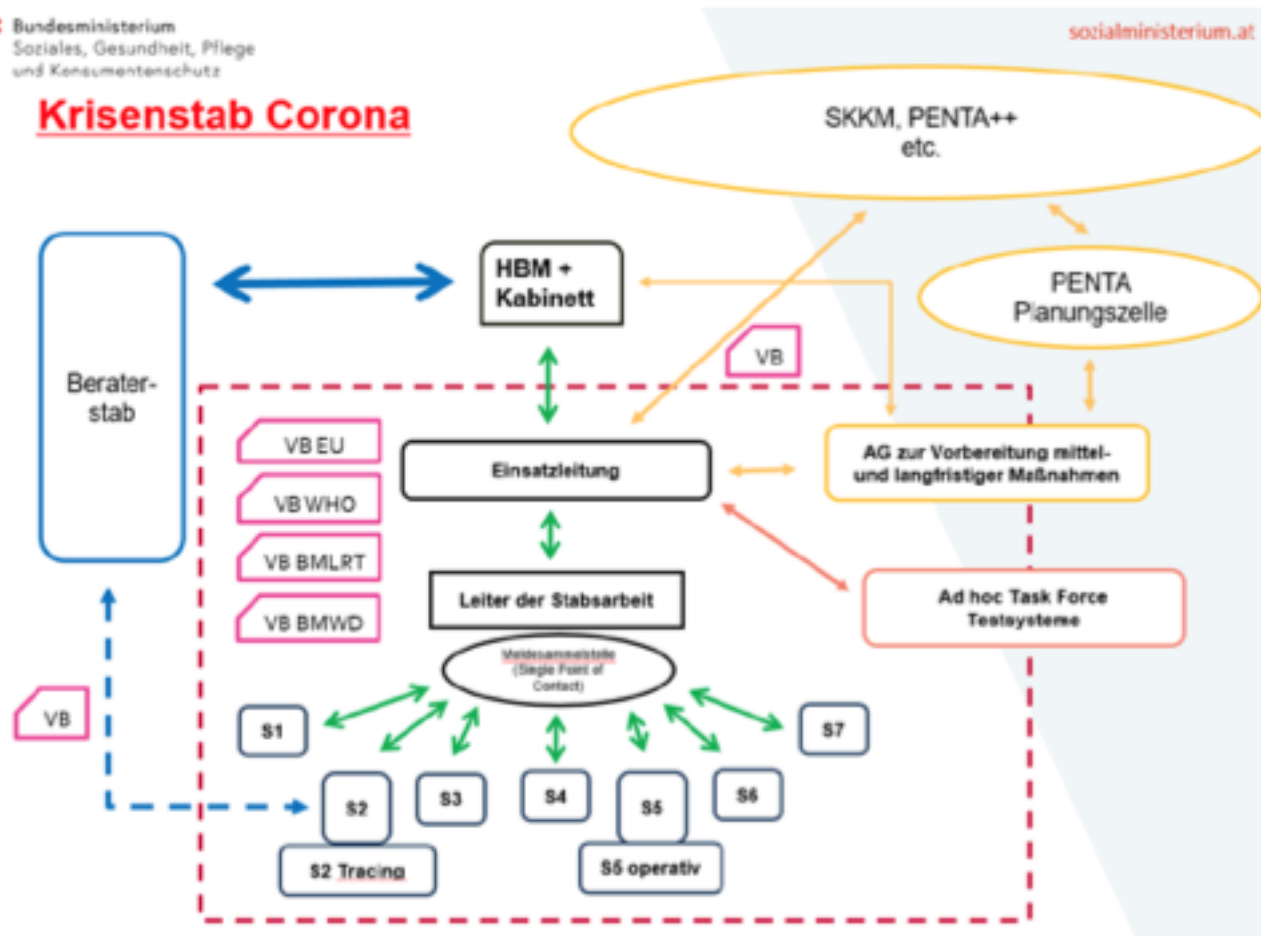 Bundesministerium
Soziales, Gesundheit, Pflege
und Konsumentenschutz
sozialministerium.at
Krisenstab Corona
SKKM, PENTA++
etc.
HBM +
Kabinett
PENTA
Planungszelle
VB
Berater-
stab
VB EU
VB WHO
VB BMLRT
VB BMWD
Einsatzleitung
AG zur Vorbereitung mittel-
und langfristiger Maßnahmen
Leiter der Stabsarbeit
Ad hoc Task Force
Testsysteme
Meldesammelstelle
(Single Point of
Contact)
VB
S1
S7
S2
S3
S4
S5
S6
S2 Tracing
S5 operativ